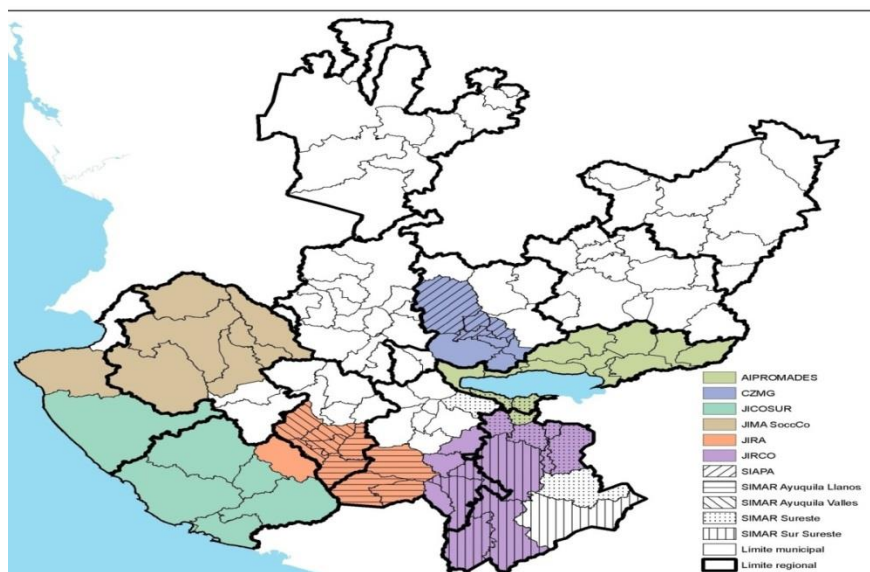 AIPROMADES
CZMG
JICOSUR
JIMA SoccCo
JIRA
JIRCO
SIAPA
SIMAR Ayuquila Llanos
SIMAR Ayuquila Valles
SIMAR Sureste
SIMAR Sur Sureste
Limite municipal
Limite regional